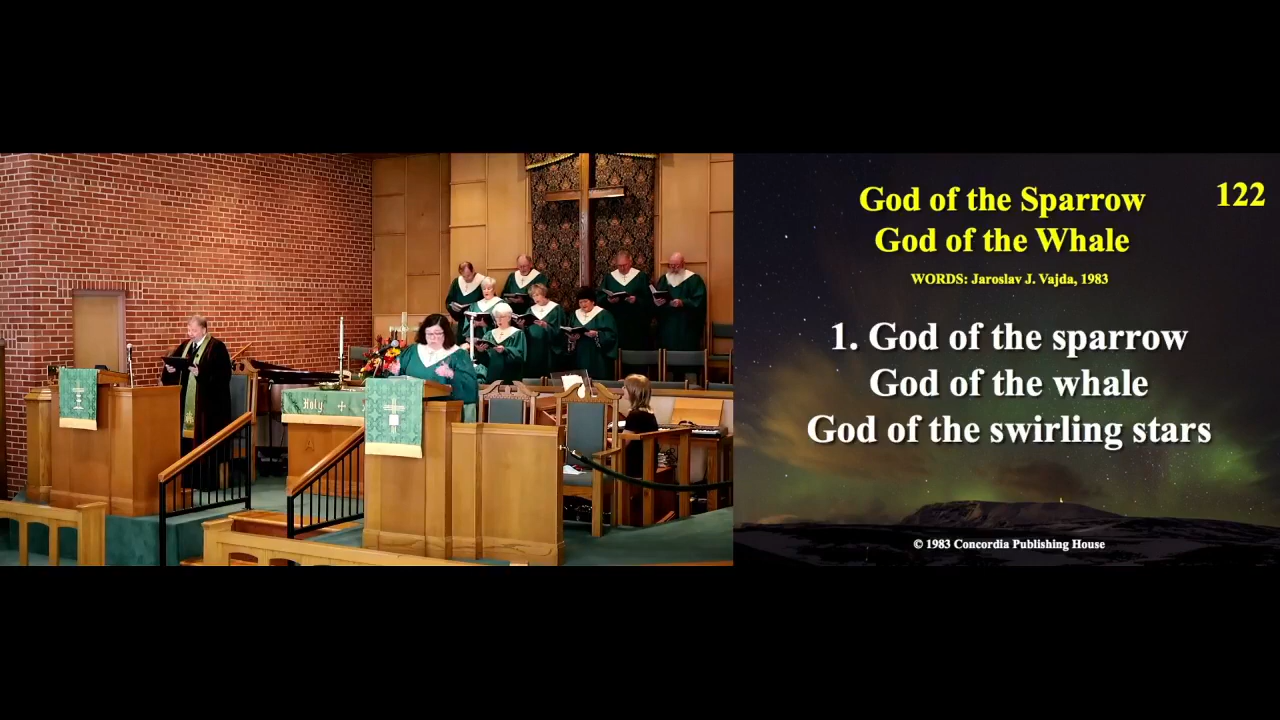 Holy
God of the Sparrow
God of the Whale
122
WORDS: Jaroslav J. Vajda, 1983
1. God of the sparrow
God of the whale
God of the swirling stars
© 1983 Concordia Publishing House